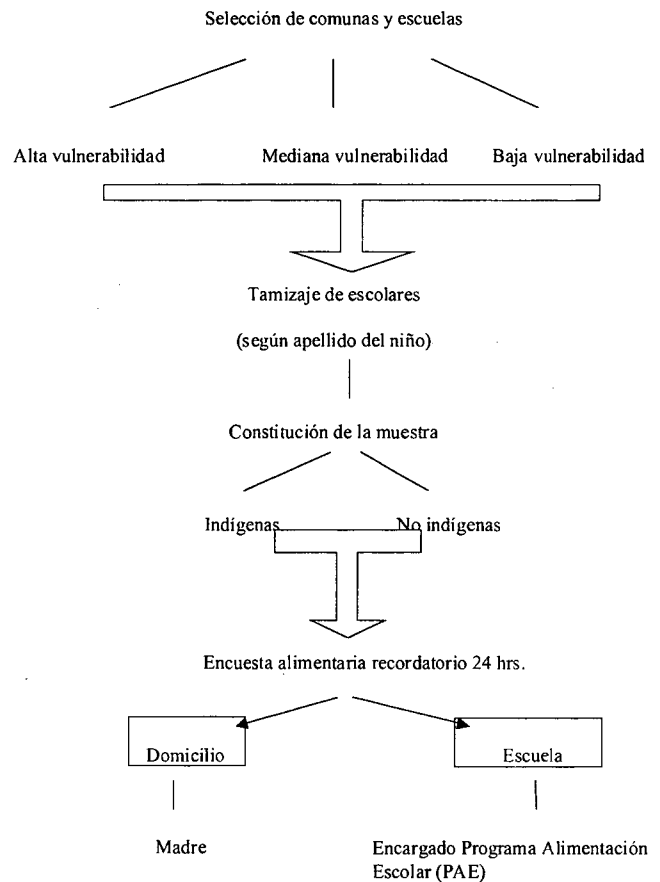 Selección de comunas y escuelas
Alta vulnerabilidad
Mediana vulnerabilidad
Baja vulnerabilidad
Tamizaje de escolares
(según apellido del niño)
Constitución de la muestra
Indígenas
No indígenas
Encuesta alimentaria recordatorio 24 hrs.
Domicilio
Escuela
Madre
Encargado Programa Alimentación
Escolar (PAE)